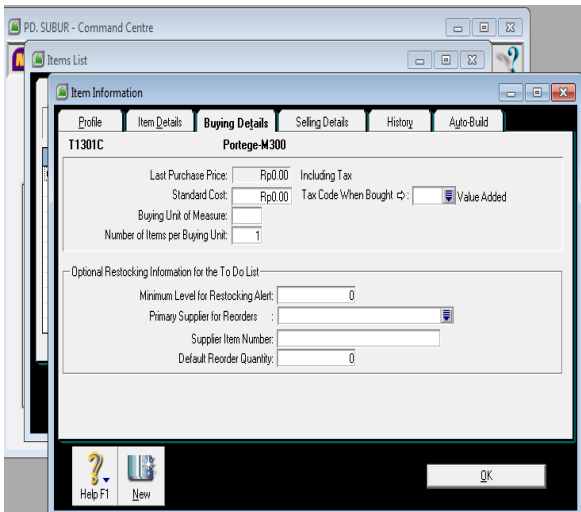 PD. SUBUR - Command Centre
Items List
Item Information
Profile Item Details Buying Details Selling Details History Auto-Build
T1301C Portege-M300
Last Purchase Price: Rp0.00 Including Tax
Standard Cost: Rp0.00 Tax Code When Bought ⇨: Value Added
Buying Unit of Measure:
Number of Items per Buying Unit: 1
Optional Restocking Information for the To Do List
Minimum Level for Restocking Alert: 0
Primary Supplier for Reorders :
Supplier Item Number:
Default Reorder Quantity: 0
Help F1 New OK